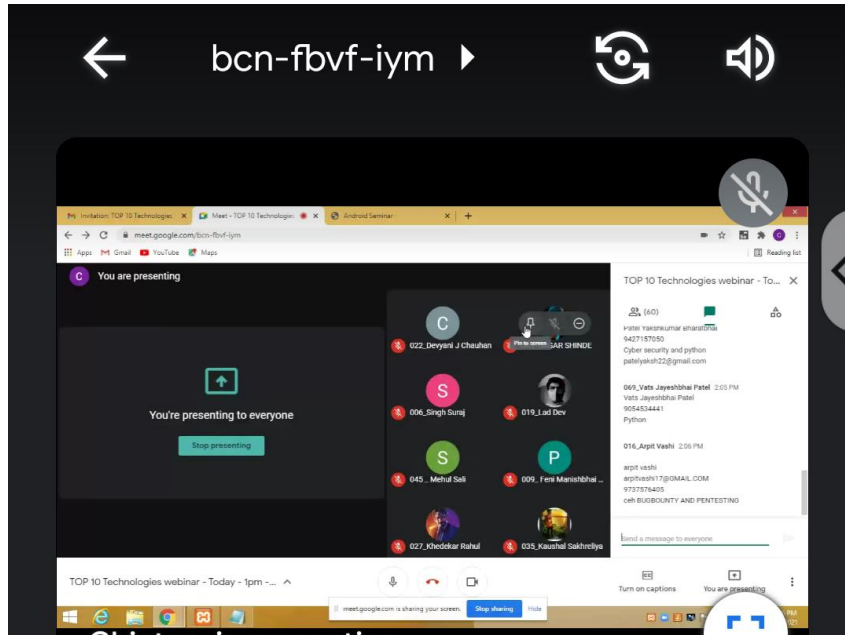 bcn-fbvf-iym
Invitation: TOP 10 Technologies
Meet - TOP 10 Technologies
Android Seminar
meet.google.com/bcn-fbvf-iym
Apps
Gmail
YouTube
Maps
Reading list
C
You are presenting
TOP 10 Technologies webinar - To...
(60)
You're presenting to everyone
Stop presenting
C
022_Devyani J Chauhan
Pin to screen
SAR SHINDE
S
006_Singh Suraj
019_Lad Dev
S
045 _ Mehul Sali
P
009_ Feni Manishbhai ...
027_Khedekar Rahul
035_Kaushal Sakhreliya
9427157050
Cyber security and python
patelyaksh22@gmail.com
069_Vats Jayeshbhai Patel 2:05 PM
Vats Jayeshbhai Patel
9054534441
Python
016_Arpit Vashi 2:06 PM
arpit vashi
arpitvashi17@GMAIL.COM
9737576405
ceh BUGBOUNTY AND PENTESTING
Send a message to everyone
TOP 10 Technologies webinar - Today - 1pm -...
Turn on captions
You are presenting
meet.google.com is sharing your screen.
Stop sharing
Hide
PM